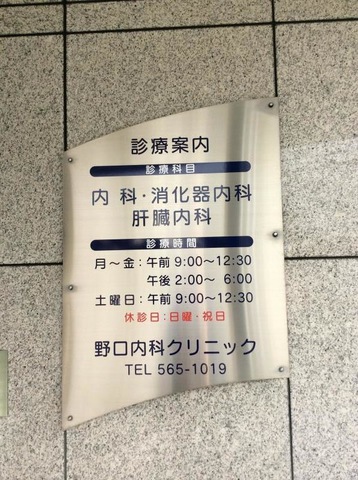 診療案内
診療科目
内科・消化器内科
肝臓内科
診療時間
月〜金：午前 9:00〜12:30
午後 2:00〜 6:00
土曜日：午前 9:00〜12:30
休診日：日曜・祝日
野口内科クリニック
TEL 565-1019